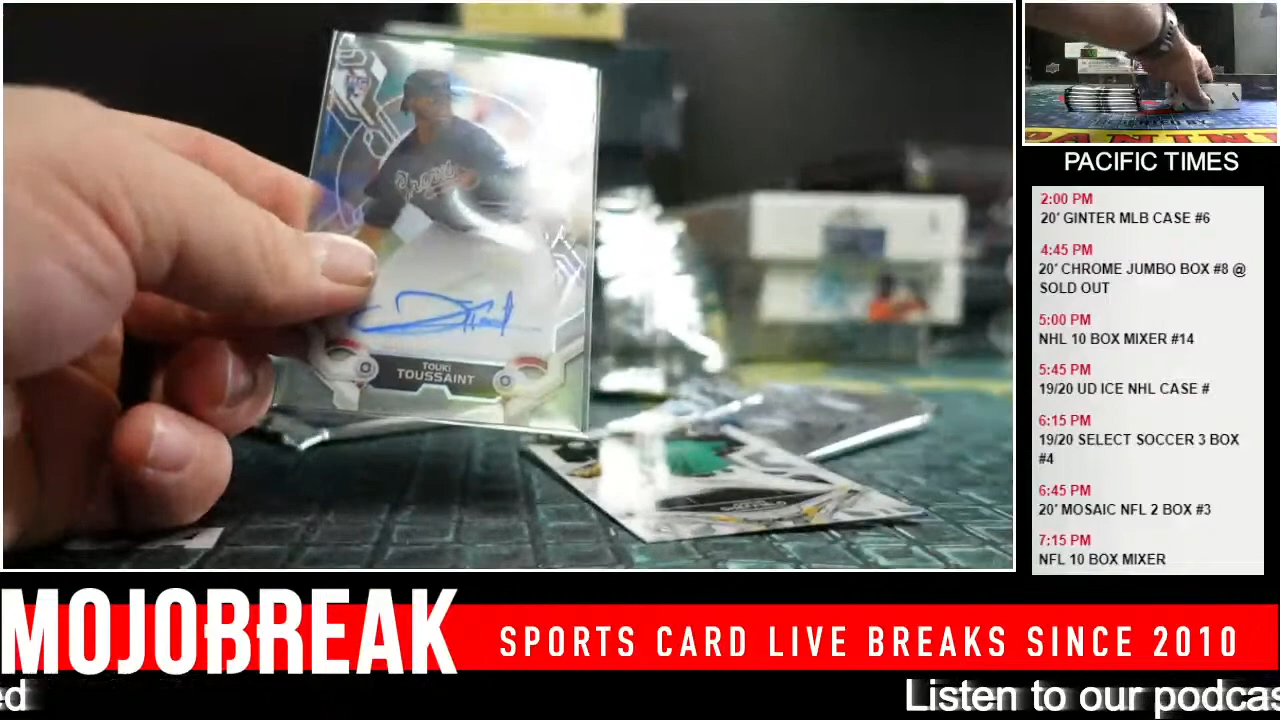 Braves
TOUKI
TOUSSAINT
PACIFIC TIMES
2:00 PM
20' GINTER MLB CASE #6
4:45 PM
20' CHROME JUMBO BOX #8 @
SOLD OUT
5:00 PM
NHL 10 BOX MIXER #14
5:45 PM
19/20 UD ICE NHL CASE #
6:15 PM
19/20 SELECT SOCCER 3 BOX
#4
6:45 PM
20' MOSAIC NFL 2 BOX #3
7:15 PM
NFL 10 BOX MIXER
PANINI
MOJOBREAK
SPORTS CARD LIVE BREAKS SINCE 2010
ed
Listen to our podcas